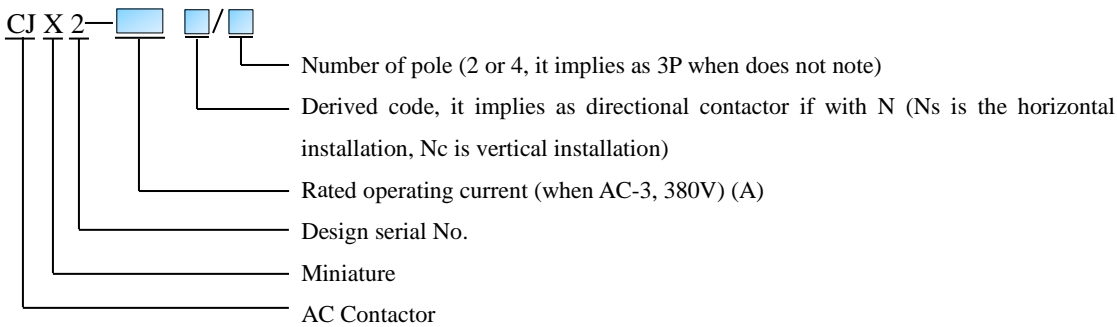 CJ X 2— /
Number of pole (2 or 4, it implies as 3P when does not note)
Derived code, it implies as directional contactor if with N (Ns is the horizontal
installation, Nc is vertical installation)
Rated operating current (when AC-3, 380V) (A)
Design serial No.
Miniature
AC Contactor